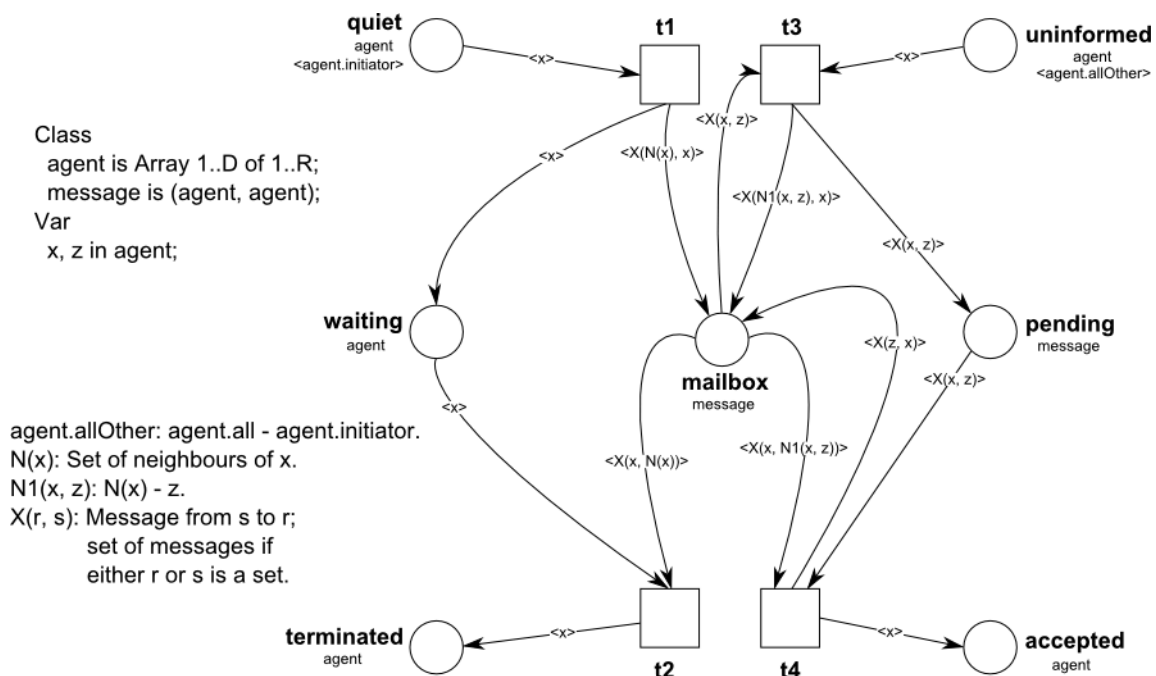 quiet
agent
<agent.initiator>
t1
t3
uninformed
agent
<agent.allOther>
<x>
<x>
<X(x, z)>
<x>
<X(N(x), x)>
<X(N1(x, z), x)>
<X(x, z)>
Class
agent is Array 1..D of 1..R;
message is (agent, agent);
Var
x, z in agent;
waiting
agent
mailbox
message
pending
message
<X(z, x)>
<X(x, z)>
<x>
<X(x, N(x))>
<X(x, N1(x, z))>
agent.allOther: agent.all - agent.initiator.
N(x): Set of neighbours of x.
N1(x, z): N(x) - z.
X(r, s): Message from s to r;
set of messages if
either r or s is a set.
terminated
agent
<x>
t2
t4
<x>
accepted
agent